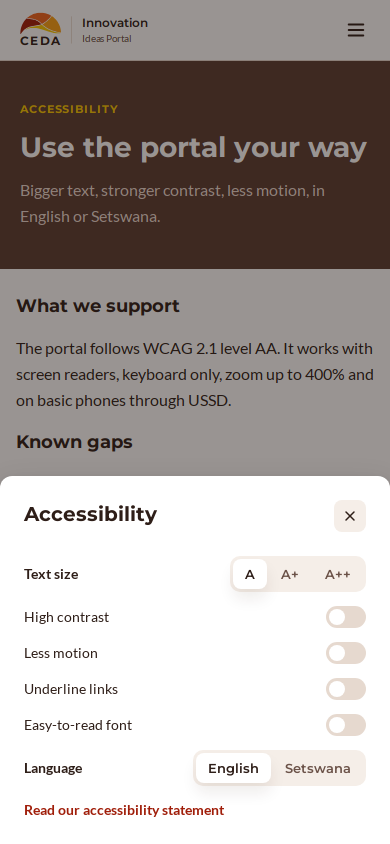 CEDA
Innovation
Ideas Portal
ACCESSIBILITY
Use the portal your way
Bigger text, stronger contrast, less motion, in
English or Setswana.
What we support
The portal follows WCAG 2.1 level AA. It works with
screen readers, keyboard only, zoom up to 400% and
on basic phones through USSD.
Known gaps
Accessibility
Text size A A+ A++
High contrast
Less motion
Underline links
Easy-to-read font
Language English Setswana
Read our accessibility statement